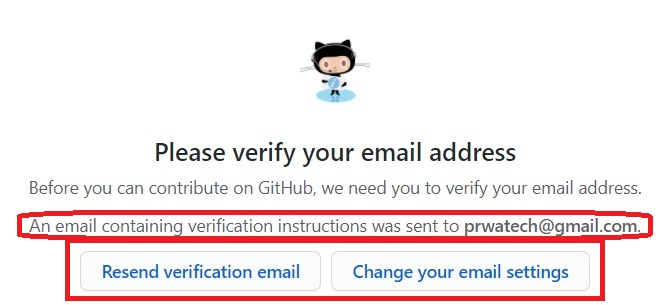 Please verify your email address
Before you can contribute on GitHub, we need you to verify your email address.
An email containing verification instructions was sent to prwatech@gmail.com.
Resend verification email
Change your email settings